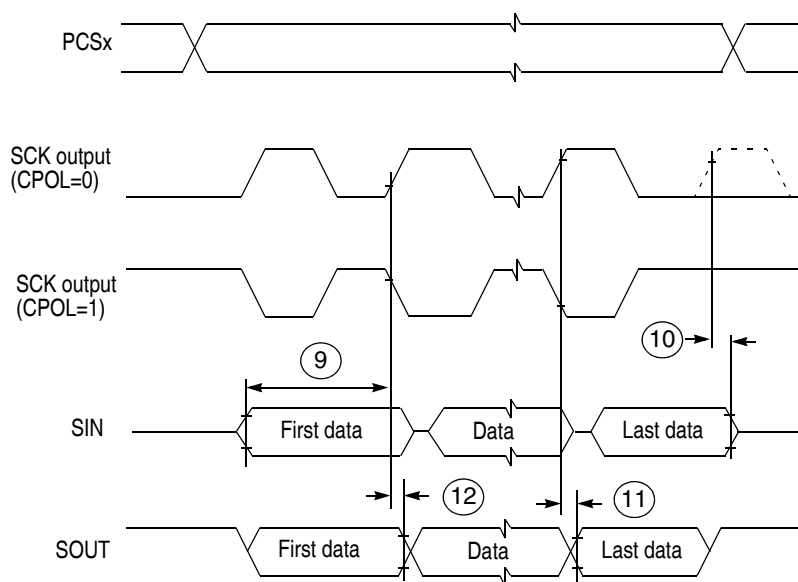 PCSx
SCK output
(CPOL=0)
SCK output
(CPOL=1)
10
9
SIN
First data
Data
Last data
12
11
SOUT
First data
Data
Last data